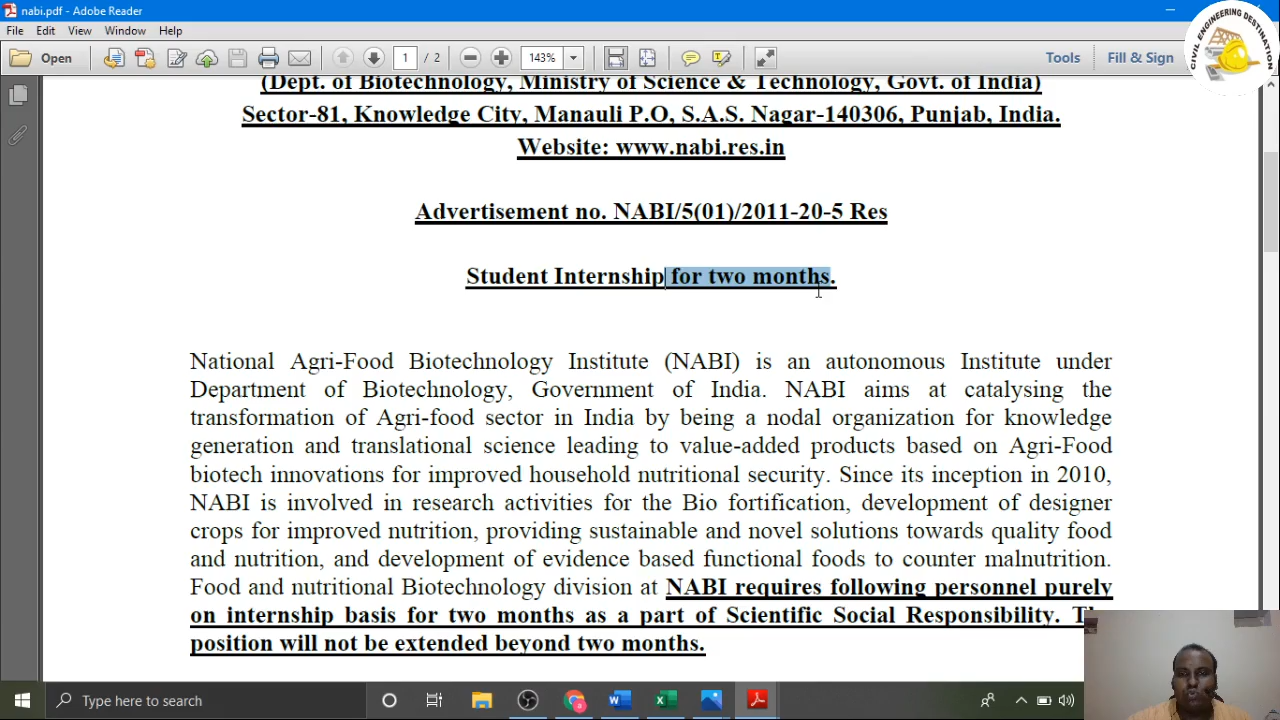 nabi.pdf - Adobe Reader
File Edit View Window Help
Open 1 / 2 143% Tools Fill & Sign
CIVIL ENGINEERING DESTINATION
(Dept. of Biotechnology, Ministry of Science & Technology, Govt. of India)
Sector-81, Knowledge City, Manauli P.O, S.A.S. Nagar-140306, Punjab, India.
Website: www.nabi.res.in
Advertisement no. NABI/5(01)/2011-20-5 Res
Student Internship for two months.
National Agri-Food Biotechnology Institute (NABI) is an autonomous Institute under
Department of Biotechnology, Government of India. NABI aims at catalysing the
transformation of Agri-food sector in India by being a nodal organization for knowledge
generation and translational science leading to value-added products based on Agri-Food
biotech innovations for improved household nutritional security. Since its inception in 2010,
NABI is involved in research activities for the Bio fortification, development of designer
crops for improved nutrition, providing sustainable and novel solutions towards quality food
and nutrition, and development of evidence based functional foods to counter malnutrition.
Food and nutritional Biotechnology division at NABI requires following personnel purely
on internship basis for two months as a part of Scientific Social Responsibility.
position will not be extended beyond two months.
Type here to search